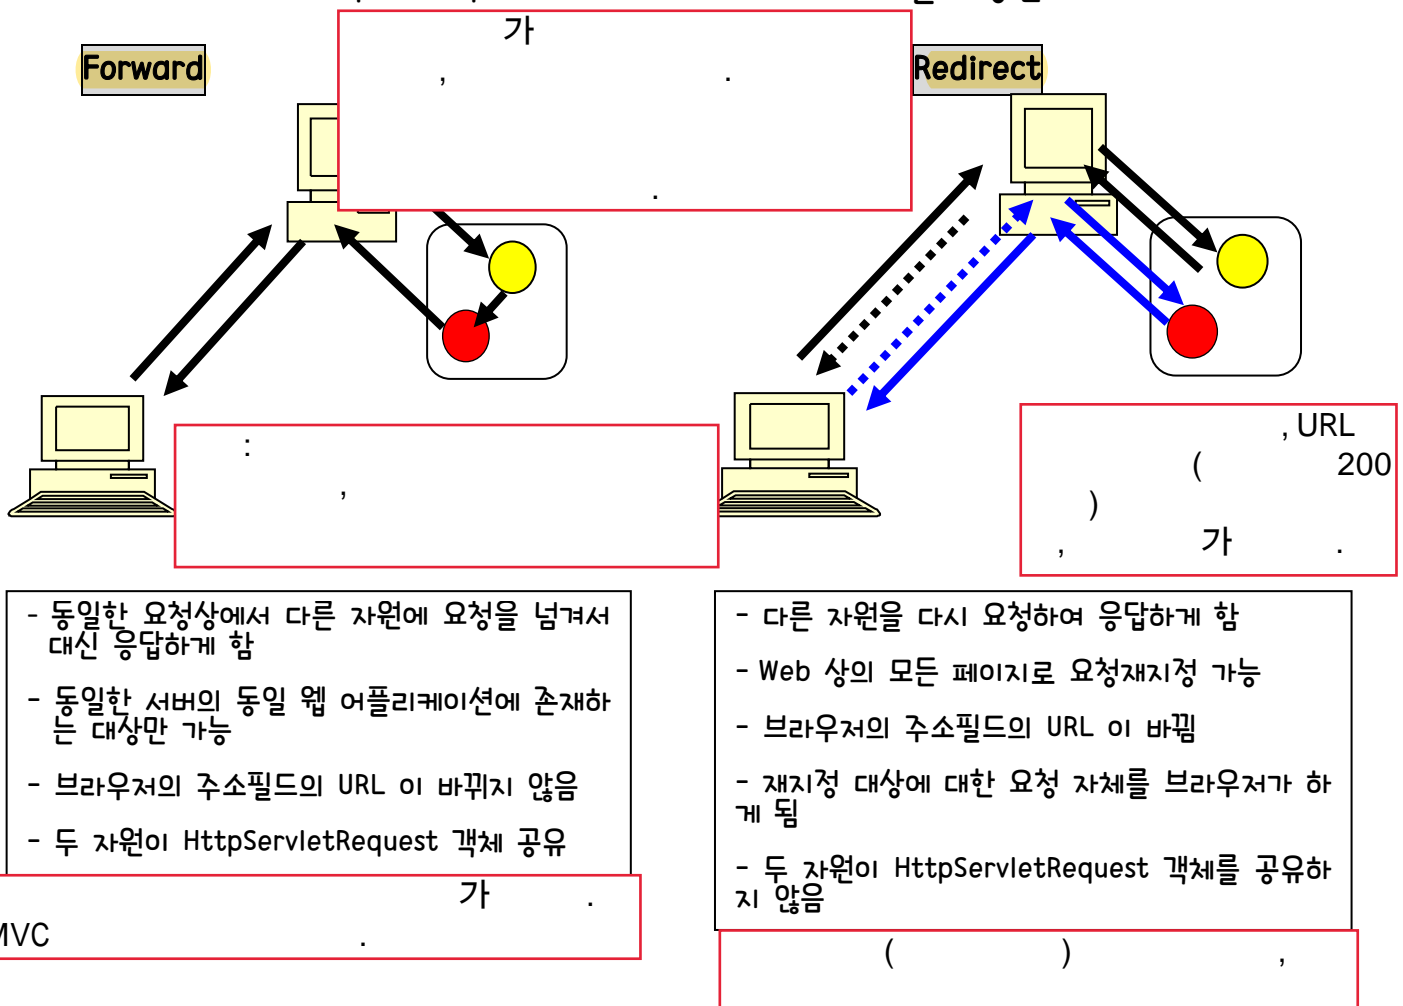 가
, .
.
Forward
Redirect
:
,
, URL
( 200
)
, 가 .
- 동일한 요청상에서 다른 자원에 요청을 넘겨서
대신 응답하게 함
- 동일한 서버의 동일 웹 어플리케이션에 존재하
는 대상만 가능
- 브라우저의 주소필드의 URL 이 바뀌지 않음
- 두 자원이 HttpServletRequest 객체 공유
가 .
MVC .
- 다른 자원을 다시 요청하여 응답하게 함
- Web 상의 모든 페이지로 요청재지정 가능
- 브라우저의 주소필드의 URL 이 바뀜
- 재지정 대상에 대한 요청 자체를 브라우저가 하
게 됨
- 두 자원이 HttpServletRequest 객체를 공유하
지 않음
( ) ,